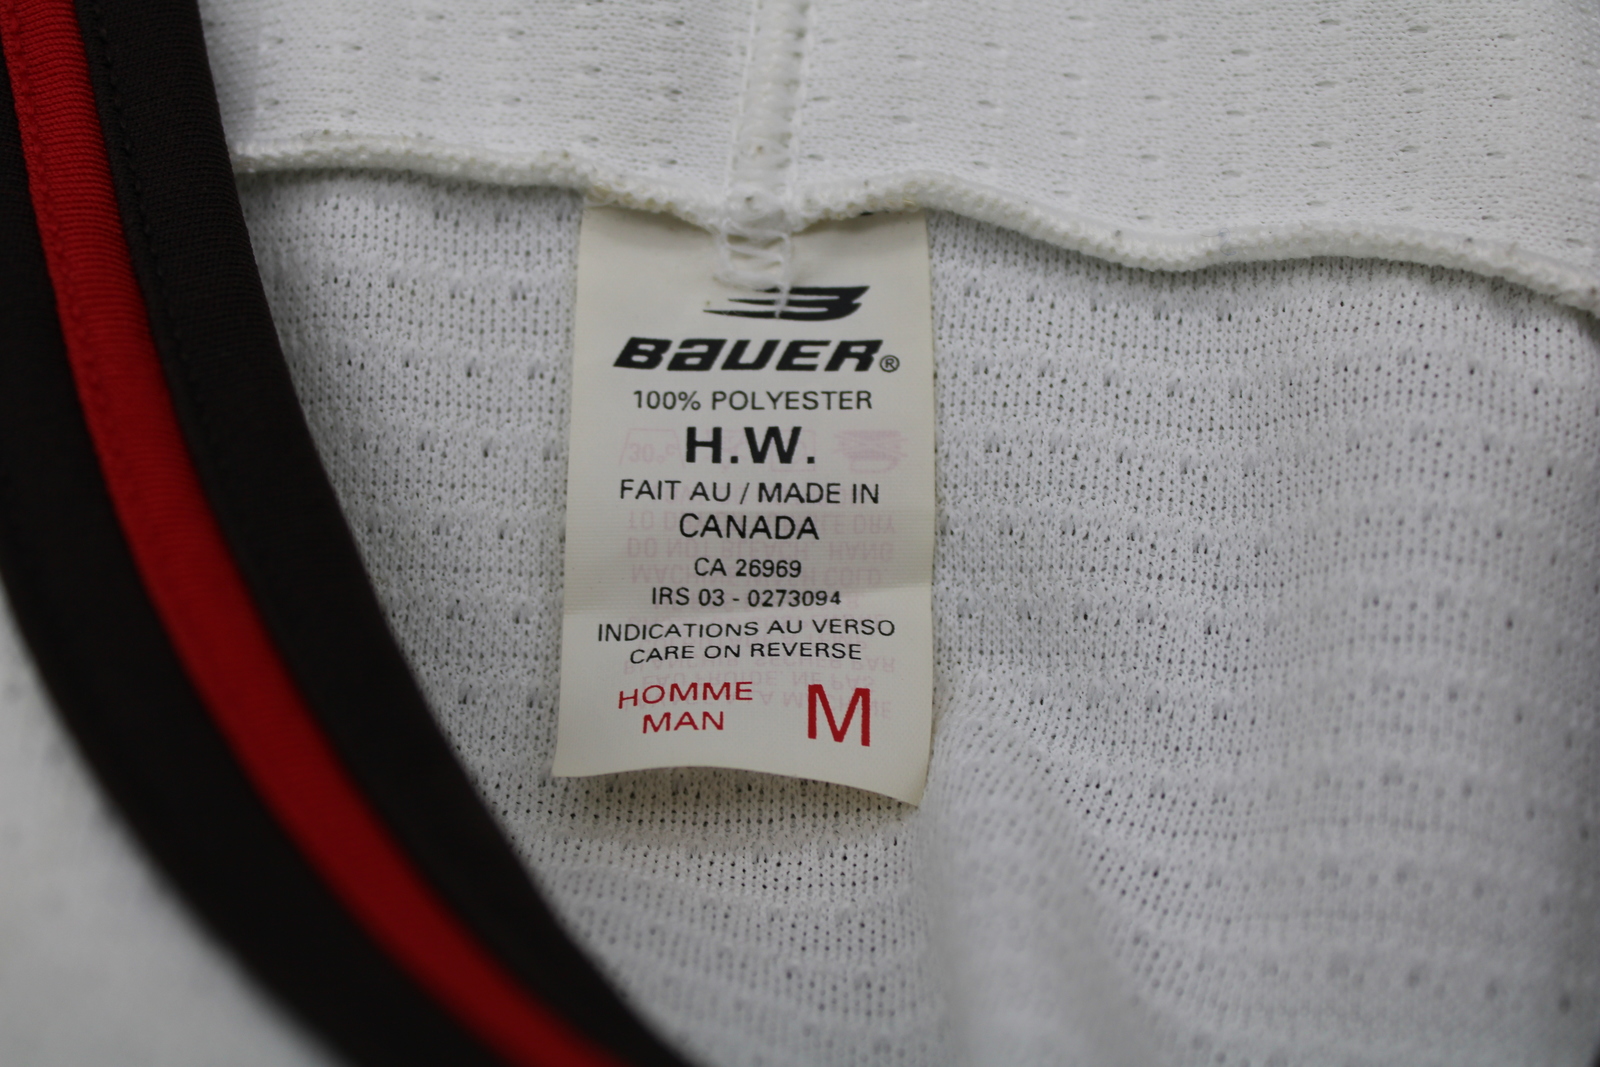 BAUER®
100% POLYESTER
H.W.
FAIT AU / MADE IN
CANADA
CA 26969
IRS 03 - 0273094
INDICATIONS AU VERSO
CARE ON REVERSE
HOMME
MAN
M